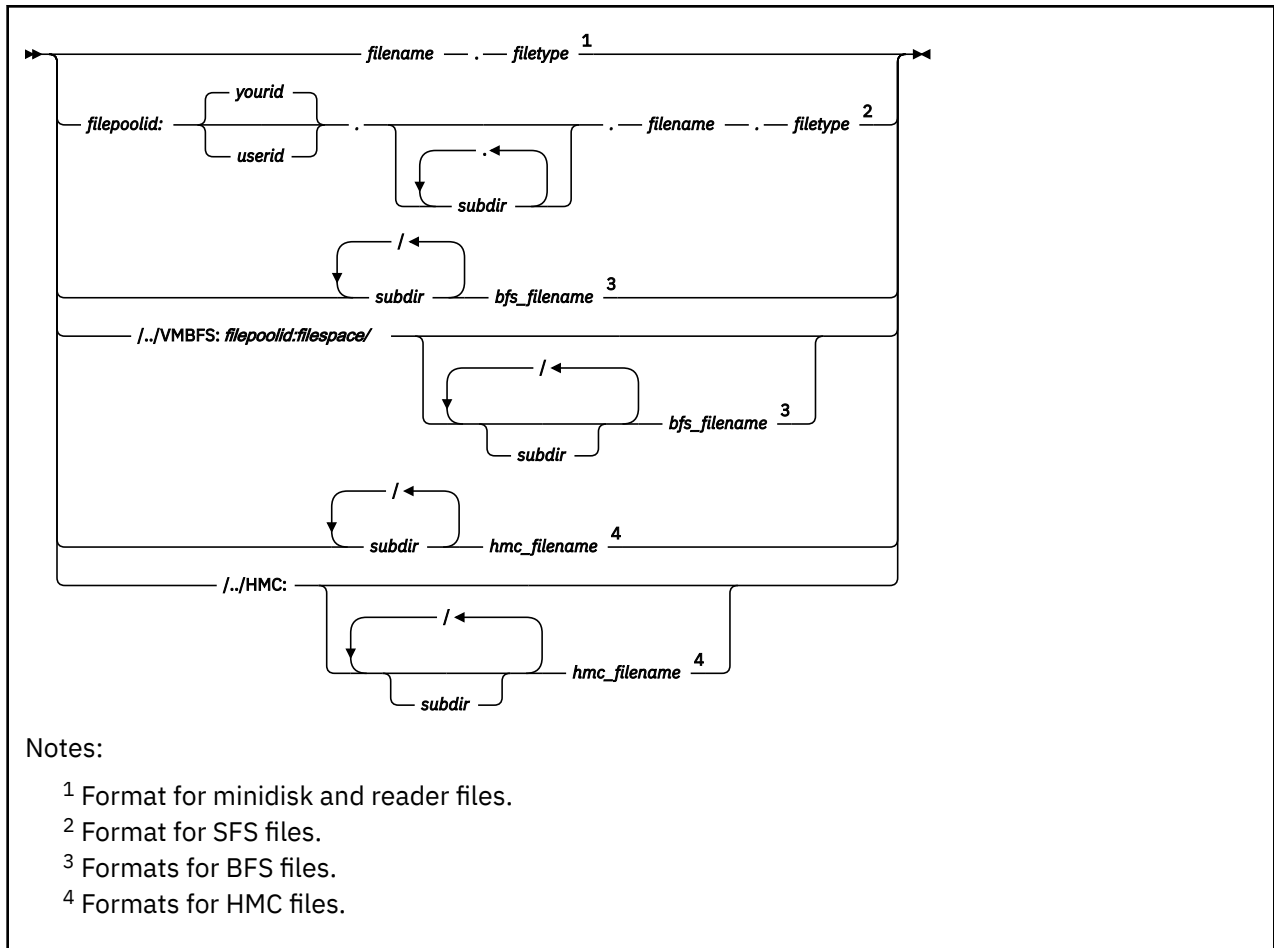 filename . filetype 1
yourid
filepoolid: . . filename . filetype 2
userid
.
subdir
/
subdir bfs_filename 3
/../VMBFS: filepoolid:filespace/
/
bfs_filename 3
subdir
/
subdir hmc_filename 4
/../HMC:
/
hmc_filename 4
subdir
Notes:
1 Format for minidisk and reader files.
2 Format for SFS files.
3 Formats for BFS files.
4 Formats for HMC files.